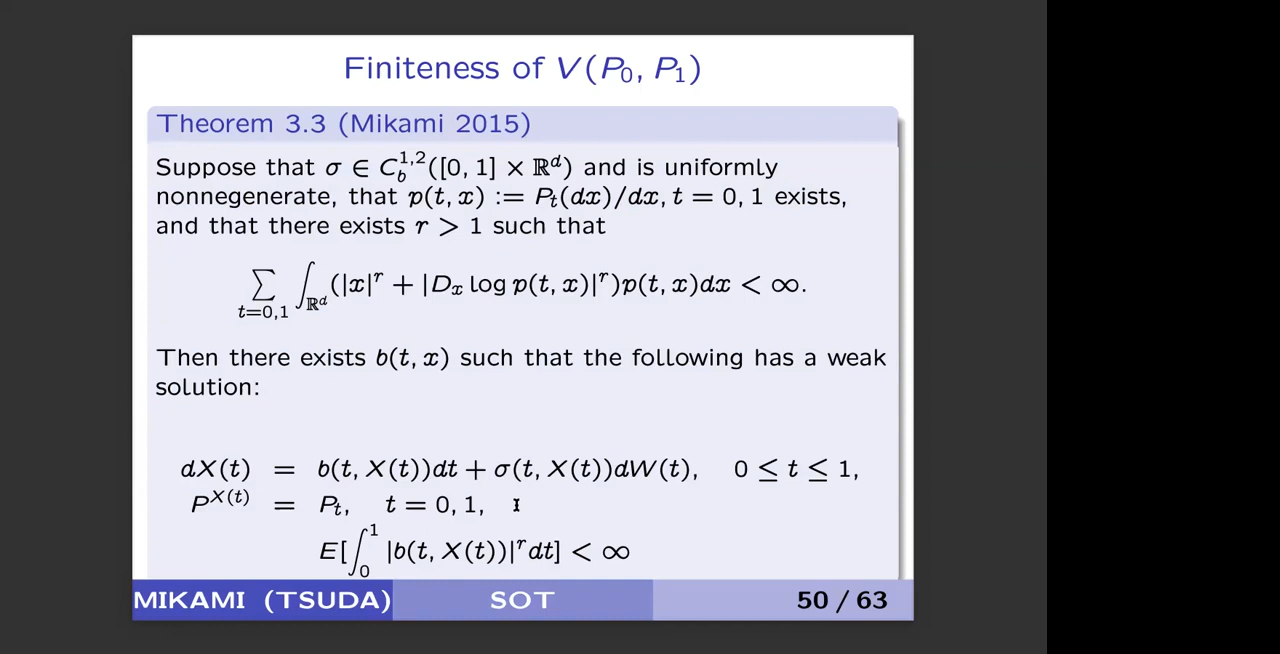 Finiteness of V(P₀, P₁)
Theorem 3.3 (Mikami 2015)
Suppose that σ ∈ C_b^{1,2}([0, 1] × ℝ^d) and is uniformly
nonnegenerate, that p(t, x) := P_t(dx)/dx, t = 0, 1 exists,
and that there exists r > 1 such that
∑_{t=0,1} ∫_{ℝ^d} (|x|^r + |D_x log p(t, x)|^r)p(t, x)dx < ∞.
Then there exists b(t, x) such that the following has a weak
solution:
dX(t) = b(t, X(t))dt + σ(t, X(t))dW(t), 0 ≤ t ≤ 1,
P^{X(t)} = P_t, t = 0, 1,
E[∫_0^1 |b(t, X(t))|^r dt] < ∞
MIKAMI (TSUDA) SOT 50 / 63